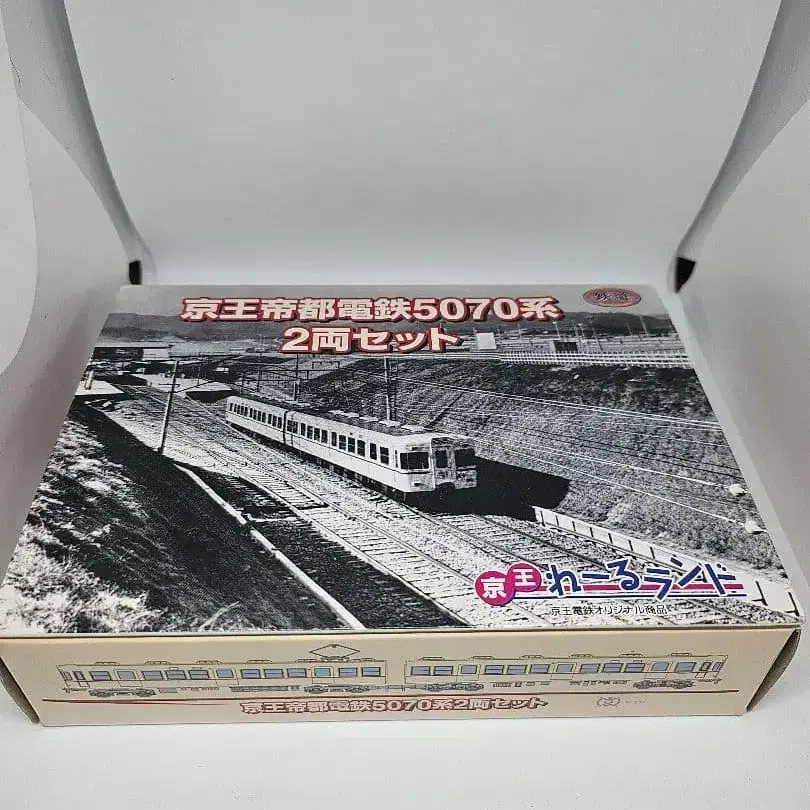 京王帝都電鉄5070系
2両セット
鉄道
京王れーるランド
京王電鉄オリジナル商品
京王帝都電鉄5070系2両セット